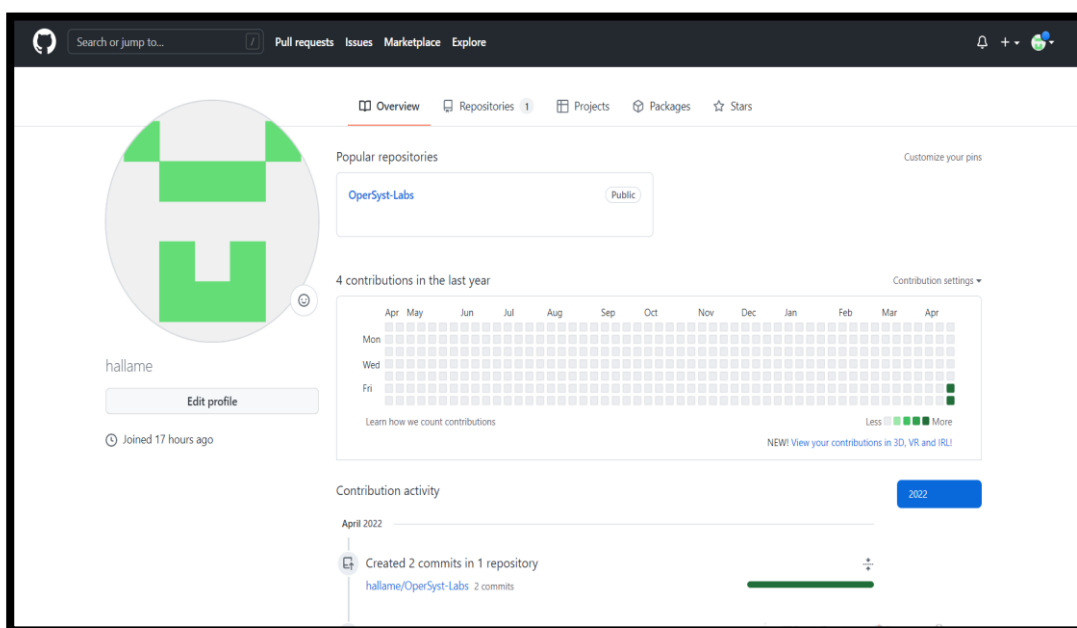 Search or jump to... / Pull requests Issues Marketplace Explore
Overview Repositories 1 Projects Packages Stars
Popular repositories Customize your pins
OperSyst-Labs Public
4 contributions in the last year Contribution settings
Apr May Jun Jul Aug Sep Oct Nov Dec Jan Feb Mar Apr
Mon
Wed
Fri
Learn how we count contributions Less More
NEW! View your contributions in 3D, VR and IRL!
hallame
Edit profile
Joined 17 hours ago
Contribution activity 2022
April 2022
Created 2 commits in 1 repository
hallame/OperSyst-Labs 2 commits